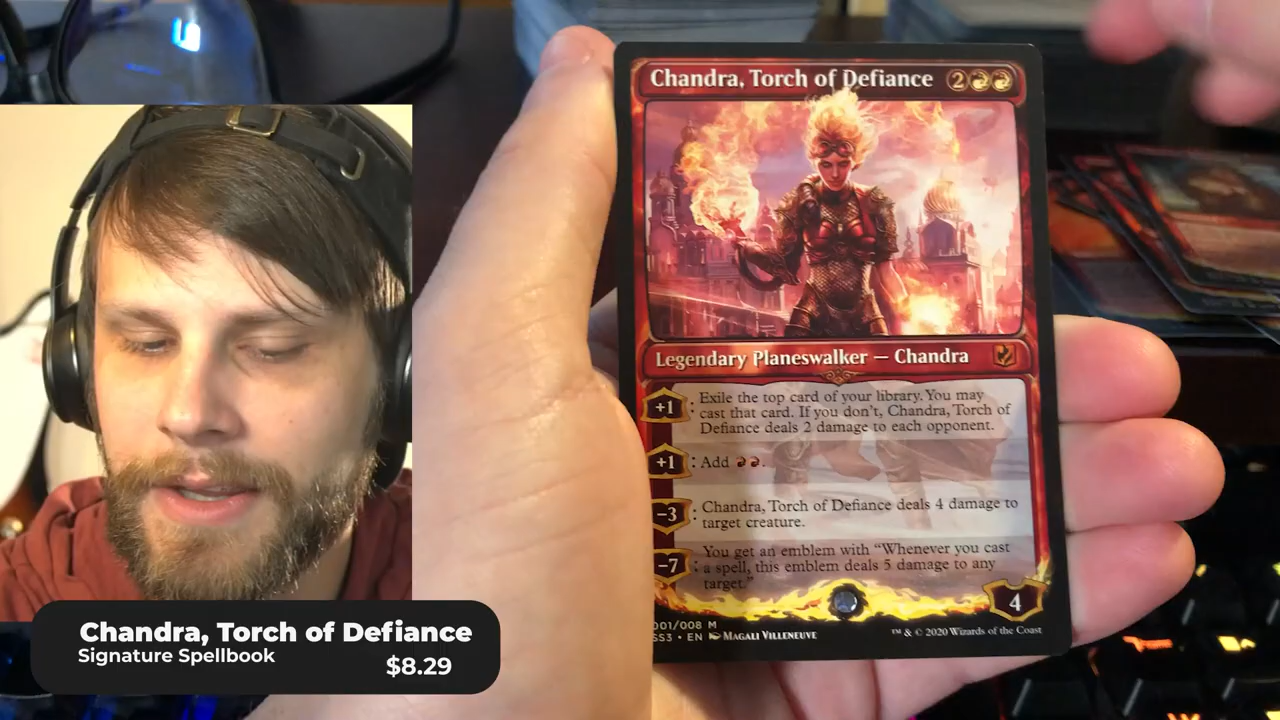 Chandra, Torch of Defiance 2
Legendary Planeswalker — Chandra
+1: Exile the top card of your library. You may
cast that card. If you don't, Chandra, Torch of
Defiance deals 2 damage to each opponent.
+1: Add .
-3: Chandra, Torch of Defiance deals 4 damage to
target creature.
-7: You get an emblem with “Whenever you cast
a spell, this emblem deals 5 damage to any
target.”
4
001/008 M
SS3 • EN MAGALI VILLENEUVE
™ & © 2020 Wizards of the Coast
Chandra, Torch of Defiance
Signature Spellbook
$8.29